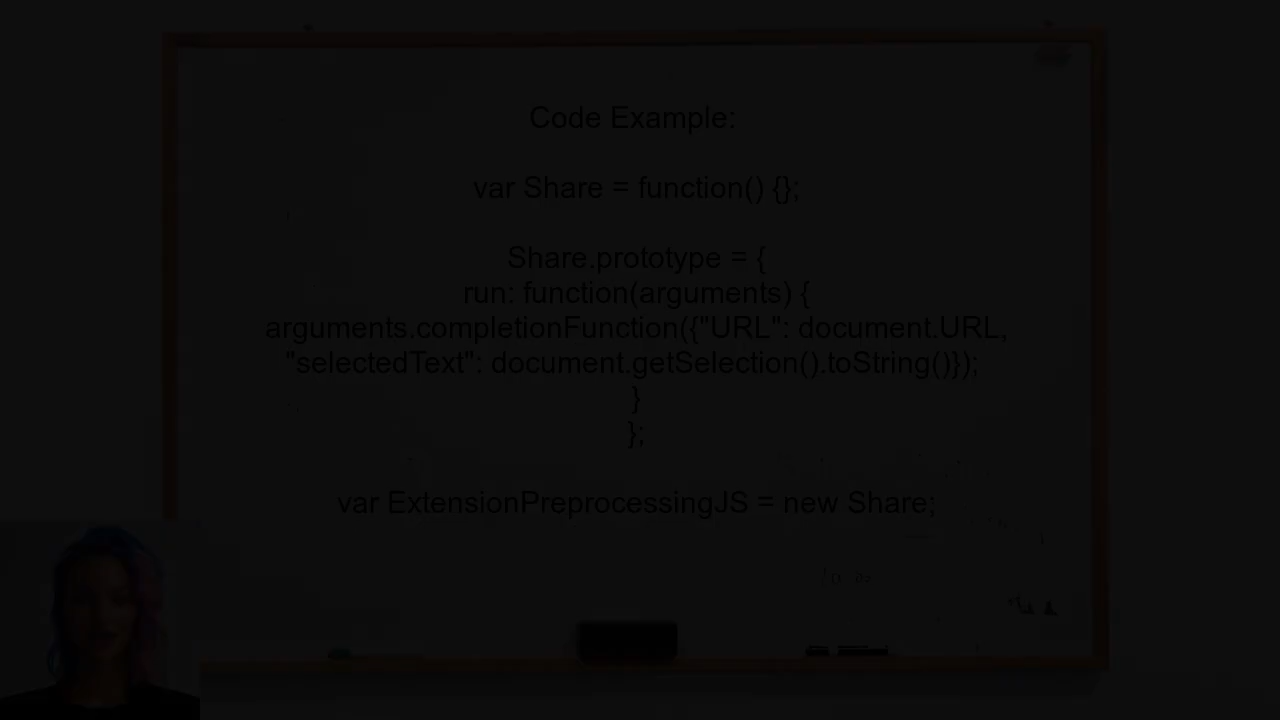 Code Example:
var Share = function() {};
Share.prototype = {
run: function(arguments) {
arguments.completionFunction({"URL": document.URL,
"selectedText": document.getSelection().toString()});
}
};
var ExtensionPreprocessingJS = new Share;